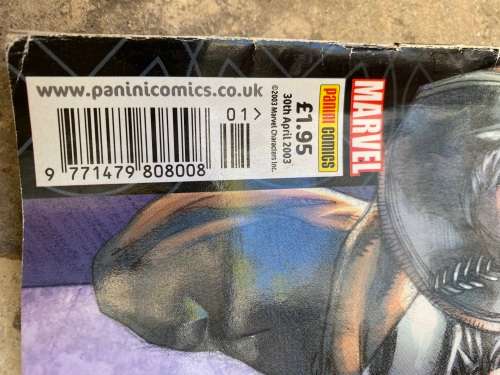 www.paninicomics.co.uk
01>
9 771479 808008
£1.95
30th April 2003
©2003 Marvel Characters Inc.
PANINI COMICS
MARVEL